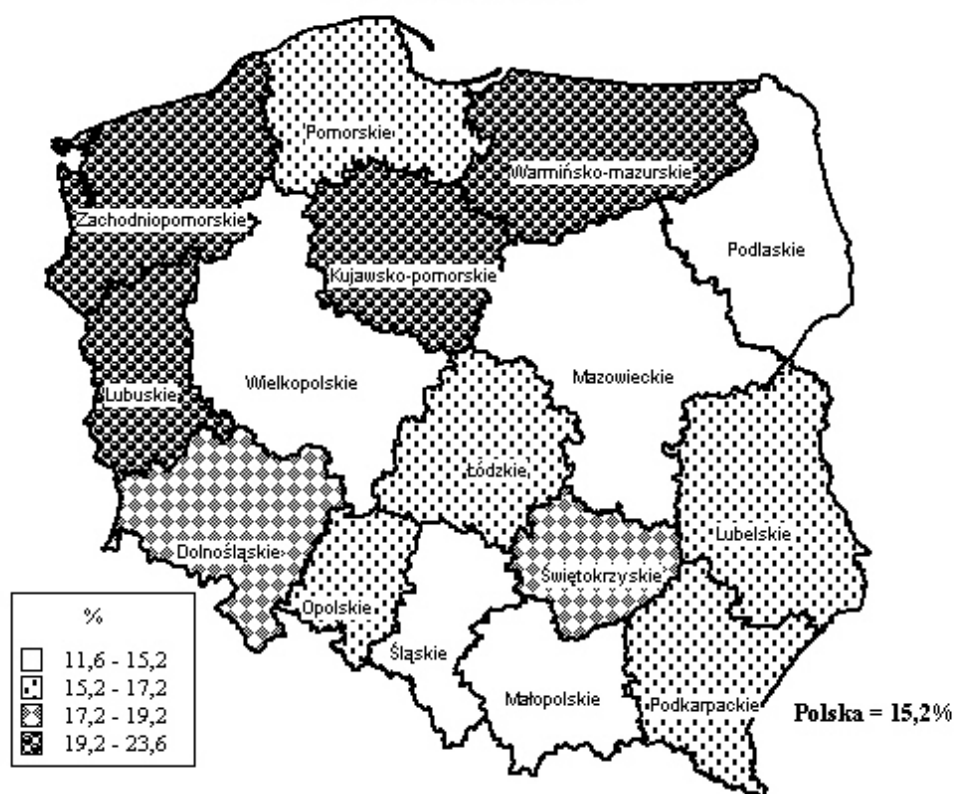 Pomorskie
Warmińsko-mazurskie
Zachodniopomorskie
Podlaskie
Kujawsko-pomorskie
Wielkopolskie
Mazowieckie
Lubuskie
Łódzkie
Lubelskie
Dolnośląskie
Świętokrzyskie
Opolskie
Śląskie
Małopolskie
Podkarpackie
%
11,6 - 15,2
15,2 - 17,2
17,2 - 19,2
19,2 - 23,6
Polska = 15,2%